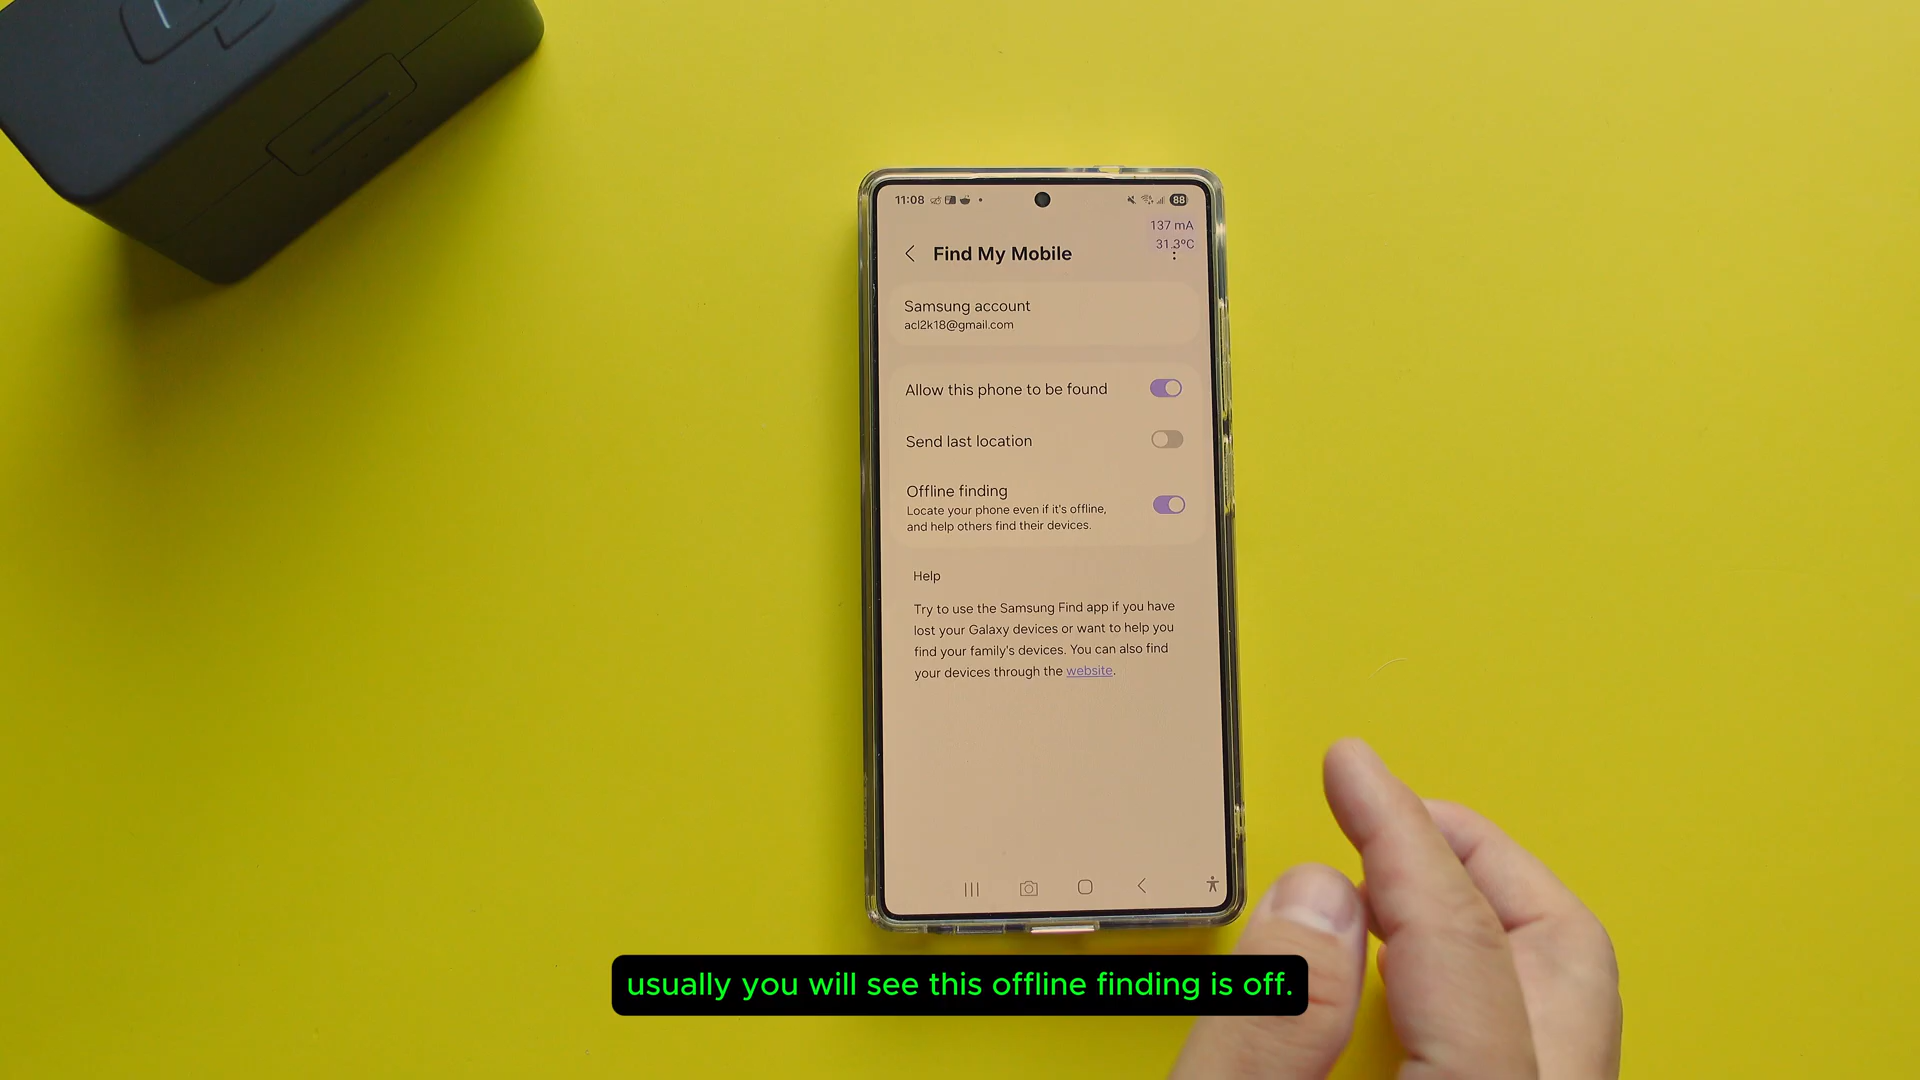 11:08
88
137 mA
31.3ºC
Find My Mobile
Samsung account
acl2k18@gmail.com
Allow this phone to be found
Send last location
Offline finding
Locate your phone even if it's offline,
and help others find their devices.
Help
Try to use the Samsung Find app if you have
lost your Galaxy devices or want to help you
find your family's devices. You can also find
your devices through the website.
usually you will see this offline finding is off.